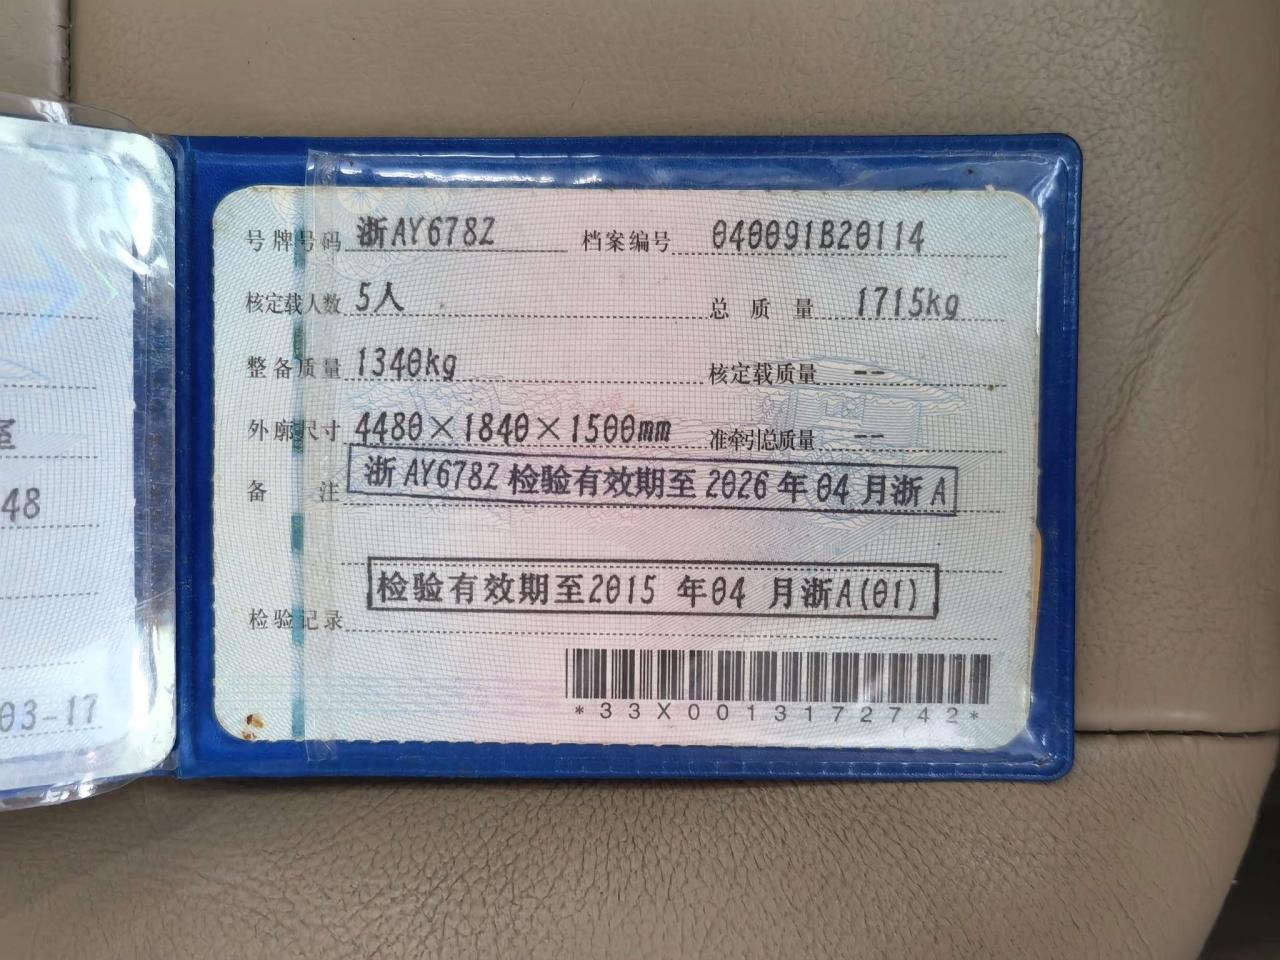 号牌号码 浙AY678Z 档案编号 040091B20114
核定载人数 5人 总质量 1715kg
整备质量 1340kg 核定载质量 --
外廓尺寸 4480×1840×1500mm 准牵引总质量 --
备注 浙AY678Z检验有效期至2026年04月浙A
检验有效期至2015年04月浙A(01)
检验记录
*33X0013172742*
48
03-17